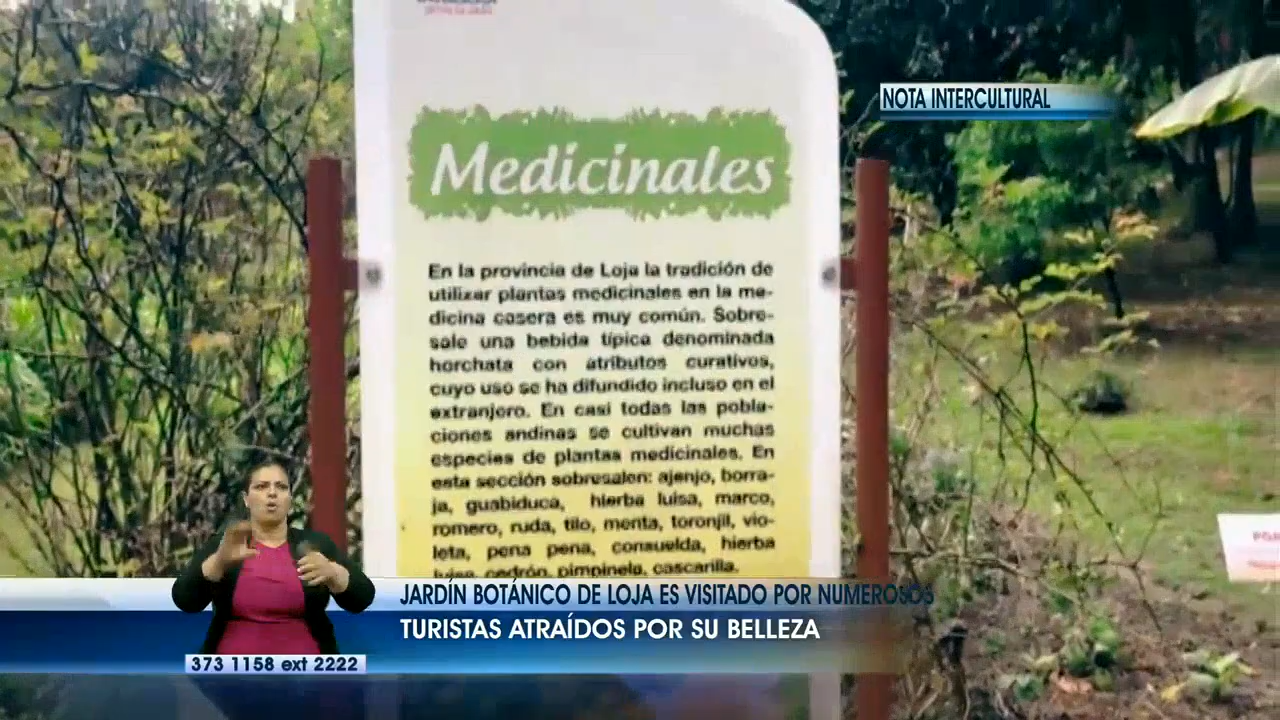 NOTA INTERCULTURAL
Medicinales
En la provincia de Loja la tradición de
utilizar plantas medicinales en la me-
dicina casera es muy común. Sobre-
sale una bebida típica denominada
horchata con atributos curativos,
cuyo uso se ha difundido incluso en el
extranjero. En casi todas las pobla-
ciones andinas se cultivan muchas
especies de plantas medicinales. En
esta sección sobresalen: ajenjo, borra-
ja, guabiduca, hierba luisa, marco,
romero, ruda, tilo, menta, toronjil, vio-
leta, pena pena, consuelda, hierba
luisa, cedrón, pimpinela, cascarilla.
JARDÍN BOTÁNICO DE LOJA ES VISITADO POR NUMEROSOS
TURISTAS ATRAÍDOS POR SU BELLEZA
373 1158 ext 2222